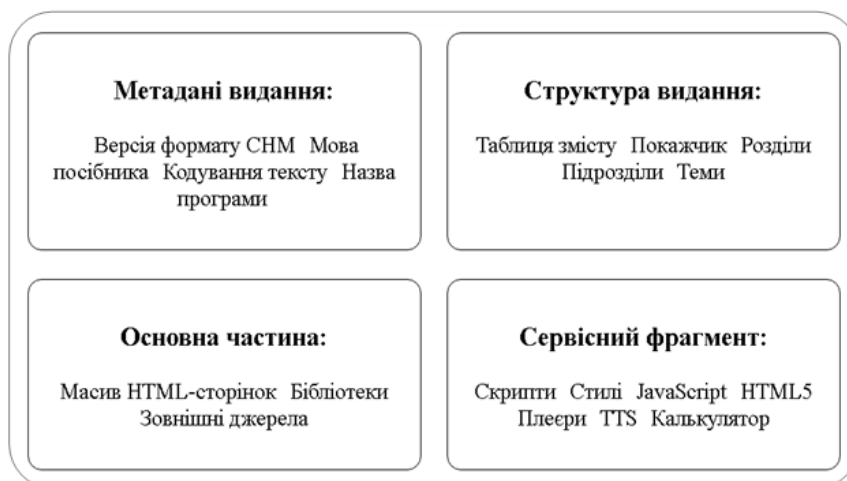 Метадані видання:
Версія формату CHM Мова
посібника Кодування тексту Назва
програми
Структура видання:
Таблиця змісту Покажчик Розділи
Підрозділи Теми
Основна частина:
Масив HTML-сторінок Бібліотеки
Зовнішні джерела
Сервісний фрагмент:
Скрипти Стилі JavaScript HTML5
Плеєри TTS Калькулятор